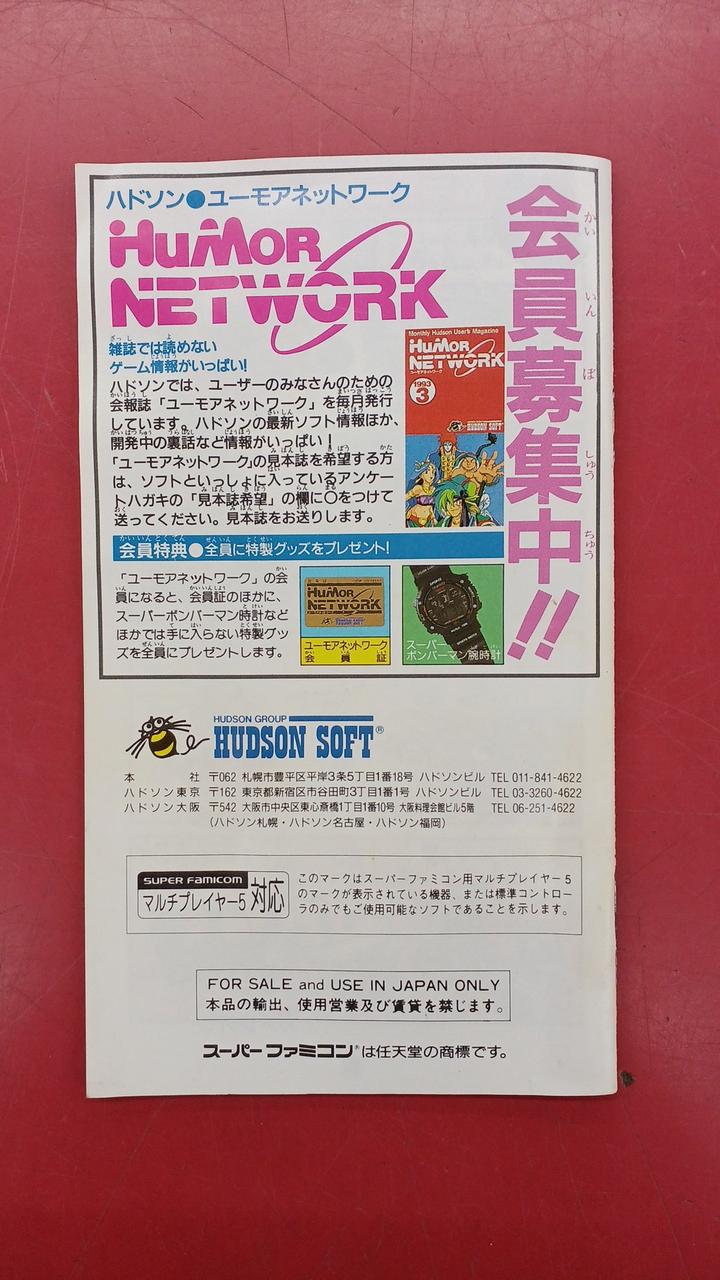 ハドソン●ユーモアネットワーク
HuMOR
NETWORK
会員募集中!!
かいいんぼしゅうちゅう
雑誌では読めない
ゲーム情報がいっぱい!
ハドソンでは、ユーザーのみなさんのための
会報誌「ユーモアネットワーク」を毎月発行
しています。ハドソンの最新ソフト情報ほか、
開発中の裏話など情報がいっぱい!
「ユーモアネットワーク」の見本誌を希望する方
は、ソフトといっしょに入っているアンケー
トハガキの「見本誌希望」の欄に○をつけて
送ってください。見本誌をお送りします。
Monthly Hudson User's Magazine
HuMOR
NETWORK
ユーモアネットワーク
1993
3
HUDSON SOFT
会員特典●全員に特製グッズをプレゼント!
「ユーモアネットワーク」の会
員になると、会員証のほかに、
スーパーボンバーマン時計など
ほかでは手に入らない特製グッ
ズを全員にプレゼントします。
HuMOR
NETWORK
HUDSON SOFT
ユーモアネットワーク
会員証
スーパー
ボンバーマン腕時計
HUDSON GROUP
HUDSON SOFT®
本社 〒062 札幌市豊平区平岸3条5丁目1番18号 ハドソンビル TEL 011-841-4622
ハドソン東京 〒162 東京都新宿区市谷田町3丁目1番1号 ハドソンビル TEL 03-3260-4622
ハドソン大阪 〒542 大阪市中央区東心斎橋1丁目1番10号 大阪料理会館ビル5階 TEL 06-251-4622
(ハドソン札幌・ハドソン名古屋・ハドソン福岡)
SUPER FAMICOM
マルチプレイヤー5 対応
このマークはスーパーファミコン用マルチプレイヤー5
のマークが表示されている機器、または標準コントロー
ラのみでもご使用可能なソフトであることを示します。
FOR SALE and USE IN JAPAN ONLY
本品の輸出、使用営業及び賃貸を禁じます。
スーパーファミコン®は任天堂の商標です。